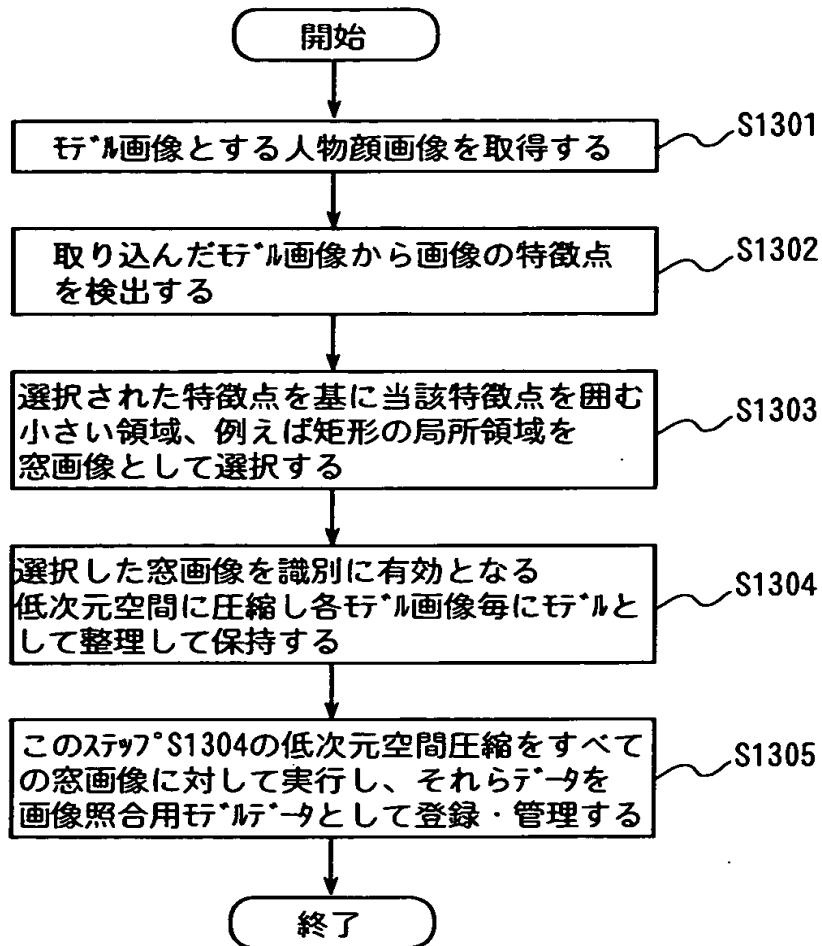 開始
ﾓﾃﾞﾙ画像とする人物顔画像を取得する
S1301
取り込んだﾓﾃﾞﾙ画像から画像の特徴点
を検出する
S1302
選択された特徴点を基に当該特徴点を囲む
小さい領域、例えば矩形の局所領域を
窓画像として選択する
S1303
選択した窓画像を識別に有効となる
低次元空間に圧縮し各ﾓﾃﾞﾙ画像毎にﾓﾃﾞﾙと
して整理して保持する
S1304
このｽﾃｯﾌﾟS1304の低次元空間圧縮をすべて
の窓画像に対して実行し、それらﾃﾞｰﾀを
画像照合用ﾓﾃﾞﾙﾃﾞｰﾀとして登録・管理する
S1305
終了